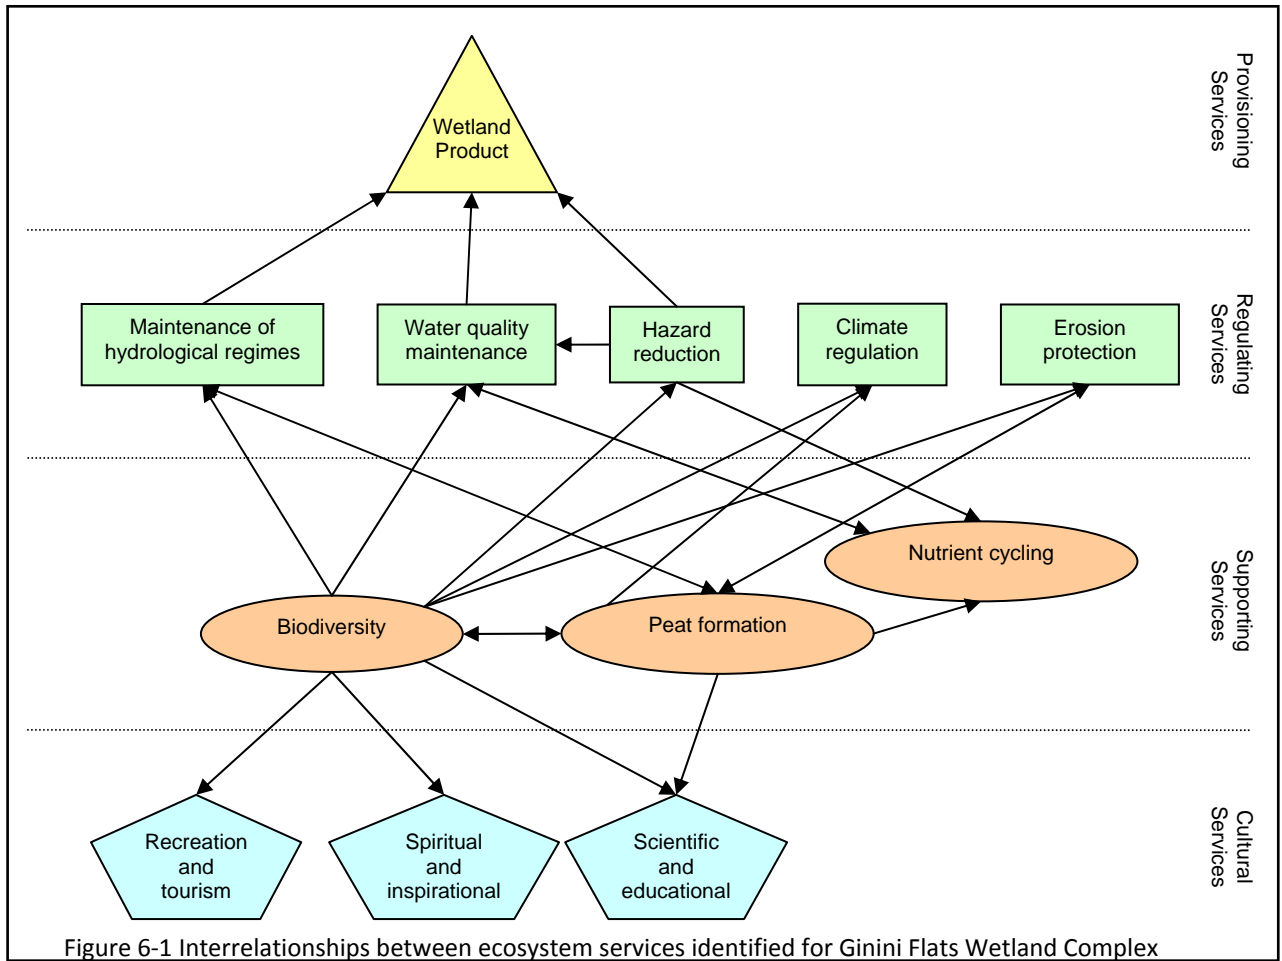 Provisioning
Services
Wetland
Product
Regulating
Services
Maintenance of
hydrological regimes
Water quality
maintenance
Hazard
reduction
Climate
regulation
Erosion
protection
Supporting
Services
Nutrient cycling
Biodiversity
Peat formation
Cultural
Services
Recreation
and
tourism
Spiritual
and
inspirational
Scientific
and
educational
Figure 6-1 Interrelationships between ecosystem services identified for Ginini Flats Wetland Complex